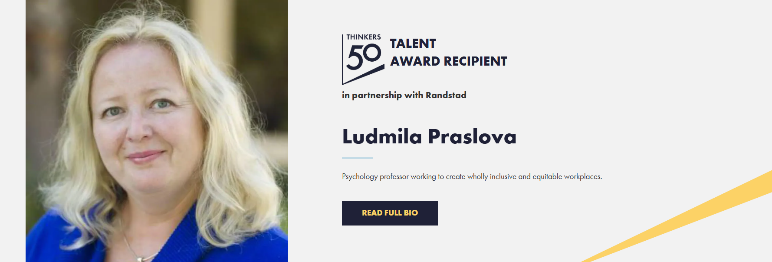 THINKERS
50
TALENT
AWARD RECIPIENT
in partnership with Randstad
Ludmila Praslova
Psychology professor working to create wholly inclusive and equitable workplaces.
READ FULL BIO